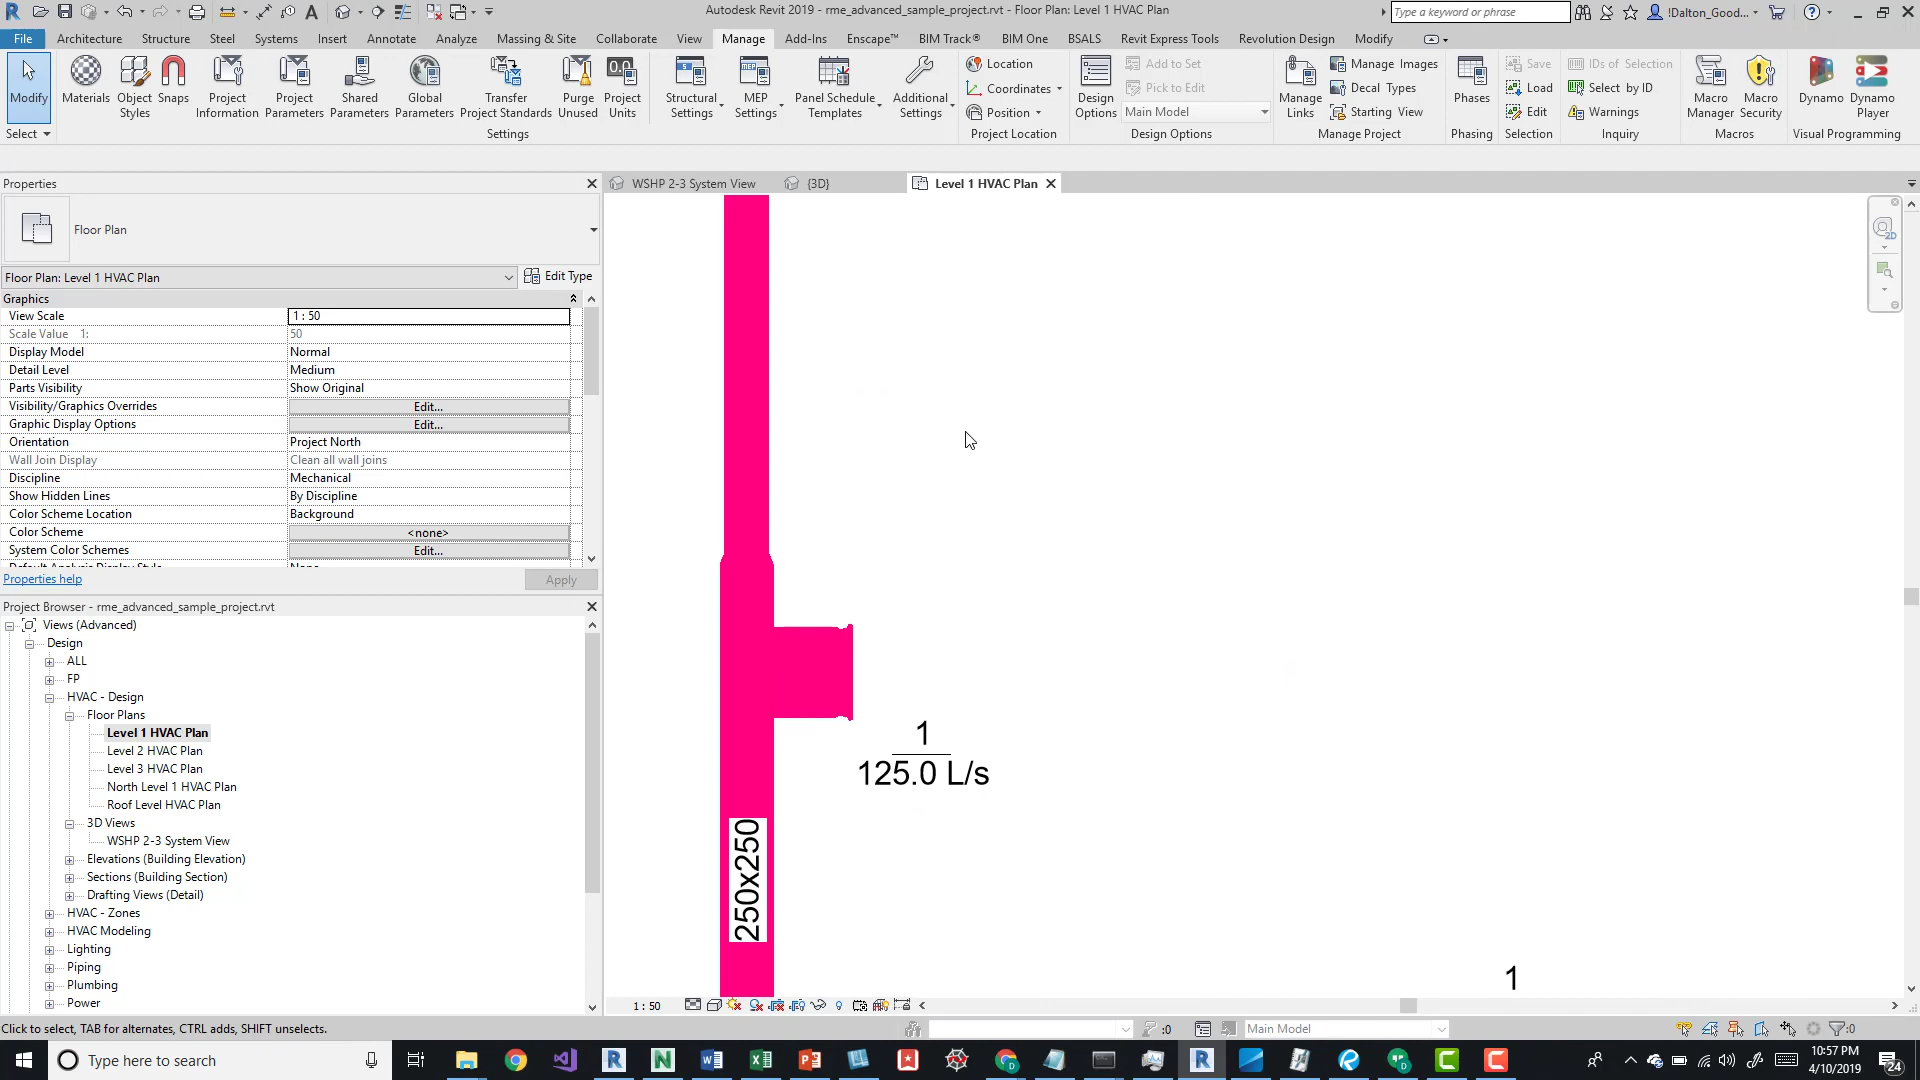 Autodesk Revit 2019 - rme_advanced_sample_project.rvt - Floor Plan: Level 1 HVAC Plan
Type a keyword or phrase
!Dalton_Good...
File Architecture Structure Steel Systems Insert Annotate Analyze Massing & Site Collaborate View Manage Add-Ins Enscape™ BIM Track® BIM One BSALS Revit Express Tools Revolution Design Modify
Modify
Materials
Object Styles
Snaps
Project Information
Project Parameters
Shared Parameters
Global Parameters
Transfer Project Standards
Purge Unused
0.0
Project Units
Structural Settings
MEP Settings
Panel Schedule Templates
Additional Settings
Location
Coordinates
Position
Design Options
Add to Set
Pick to Edit
Main Model
Manage Links
Manage Images
Decal Types
Starting View
Phases
Save
Load
Edit
IDs of Selection
Select by ID
Warnings
Macro Manager
Macro Security
Dynamo
Dynamo Player
Select
Settings
Project Location
Design Options
Manage Project
Phasing
Selection
Inquiry
Macros
Visual Programming
Properties
WSHP 2-3 System View
{3D}
Level 1 HVAC Plan
Floor Plan
Floor Plan: Level 1 HVAC Plan
Edit Type
Graphics
View Scale 1 : 50
Scale Value 1: 50
Display Model Normal
Detail Level Medium
Parts Visibility Show Original
Visibility/Graphics Overrides Edit...
Graphic Display Options Edit...
Orientation Project North
Wall Join Display Clean all wall joins
Discipline Mechanical
Show Hidden Lines By Discipline
Color Scheme Location Background
Color Scheme <none>
System Color Schemes Edit...
Properties help
Apply
Project Browser - rme_advanced_sample_project.rvt
Views (Advanced)
Design
ALL
FP
HVAC - Design
Floor Plans
Level 1 HVAC Plan
Level 2 HVAC Plan
Level 3 HVAC Plan
North Level 1 HVAC Plan
Roof Level HVAC Plan
3D Views
WSHP 2-3 System View
Elevations (Building Elevation)
Sections (Building Section)
Drafting Views (Detail)
HVAC - Zones
HVAC Modeling
Lighting
Piping
Plumbing
Power
2D
1
125.0 L/s
250x250
1
1 : 50
Click to select, TAB for alternates, CTRL adds, SHIFT unselects.
:0
Main Model
:0
Type here to search
10:57 PM
4/10/2019
24